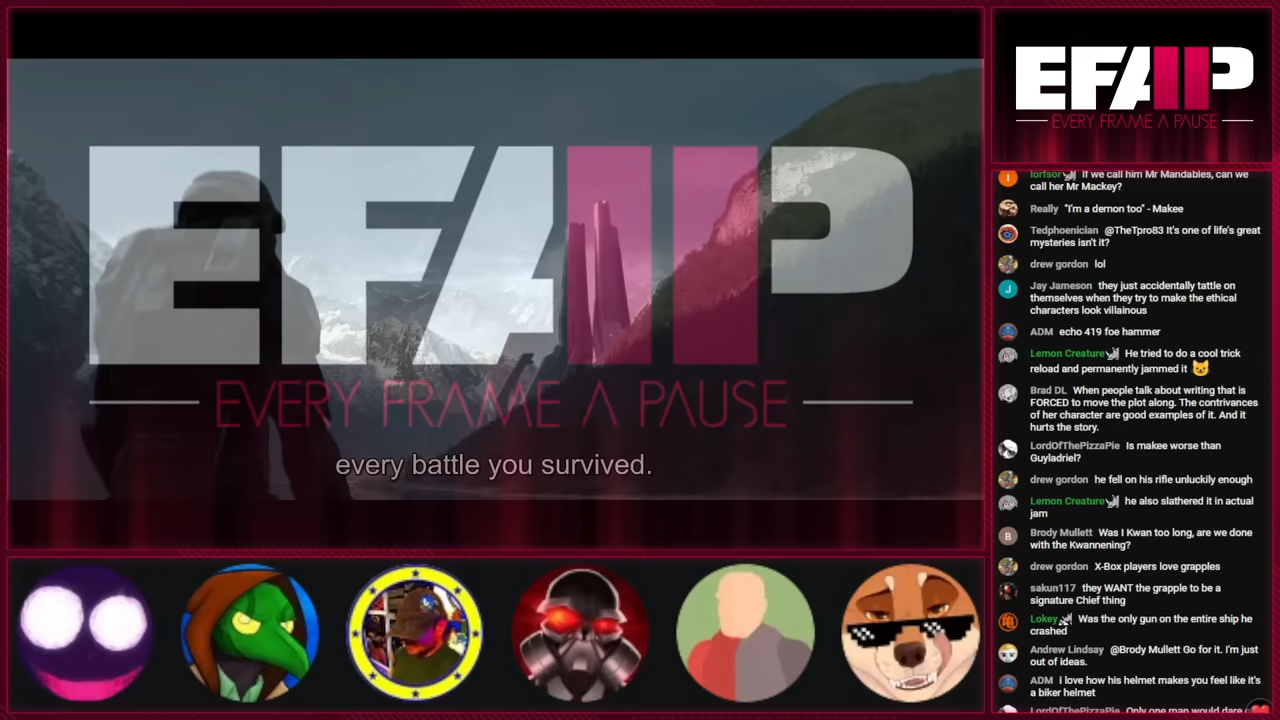 EFAP
EVERY FRAME A PAUSE
every battle you survived.
EFAP
EVERY FRAME A PAUSE
lorfsor If we call him Mr Mandables, can we
call her Mr Mackey?
Really "I'm a demon too" - Makee
Tedphoenician @TheTpro83 It's one of life's great
mysteries isn't it?
drew gordon lol
J
Jay Jameson they just accidentally tattle on
themselves when they try to make the ethical
characters look villainous
ADM echo 419 foe hammer
Lemon Creature He tried to do a cool trick
reload and permanently jammed it
Brad DL When people talk about writing that is
FORCED to move the plot along. The contrivances
of her character are good examples of it. And it
hurts the story.
LordOfThePizzaPie Is makee worse than
Guyladriel?
drew gordon he fell on his rifle unluckily enough
Lemon Creature he also slathered it in actual
jam
B
Brody Mullett Was I Kwan too long, are we done
with the Kwannening?
drew gordon X-Box players love grapples
sakun117 they WANT the grapple to be a
signature Chief thing
Lokey Was the only gun on the entire ship he
crashed
Andrew Lindsay @Brody Mullett Go for it. I'm just
out of ideas.
ADM i love how his helmet makes you feel like it's
a biker helmet
LordOfThePizzaPie Only one man would dare